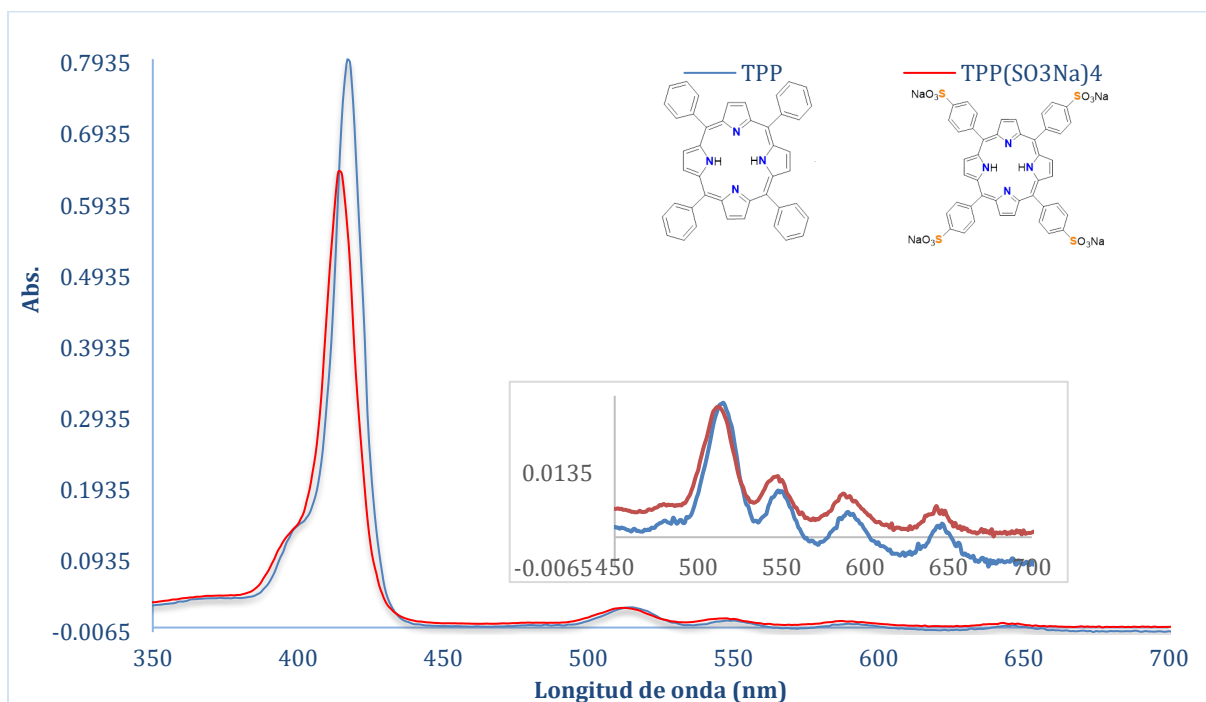 TPP
TPP(SO3Na)4
NaO3S
SO3Na
N
NH
HN
N
N
NH
HN
N
NaO3S
SO3Na
0.7935
0.6935
0.5935
0.4935
0.3935
0.2935
0.1935
0.0935
-0.0065
Abs.
0.0135
-0.0065
450
500
550
600
650
700
350
400
450
500
550
600
650
700
Longitud de onda (nm)